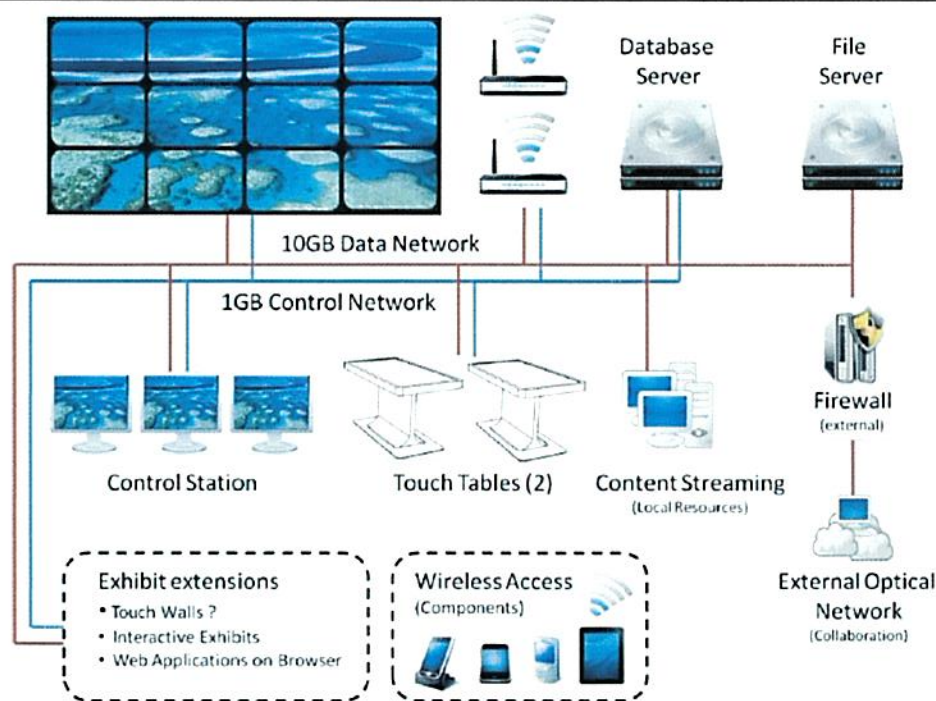 Database
Server
File
Server
10GB Data Network
1GB Control Network
Control Station
Touch Tables (2)
Content Streaming
(Local Resources)
Firewall
(external)
External Optical
Network
(Collaboration)
Exhibit extensions
• Touch Walls ?
• Interactive Exhibits
• Web Applications on Browser
Wireless Access
(Components)